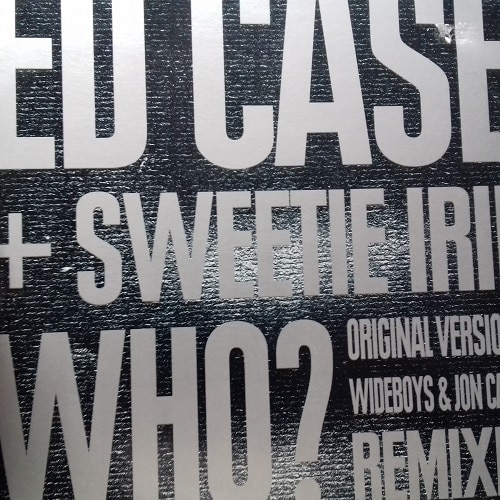 ED CASE
+ SWEETIE IRI
WHO?
ORIGINAL VERSIO
WIDEBOYS & JON C
REMIX